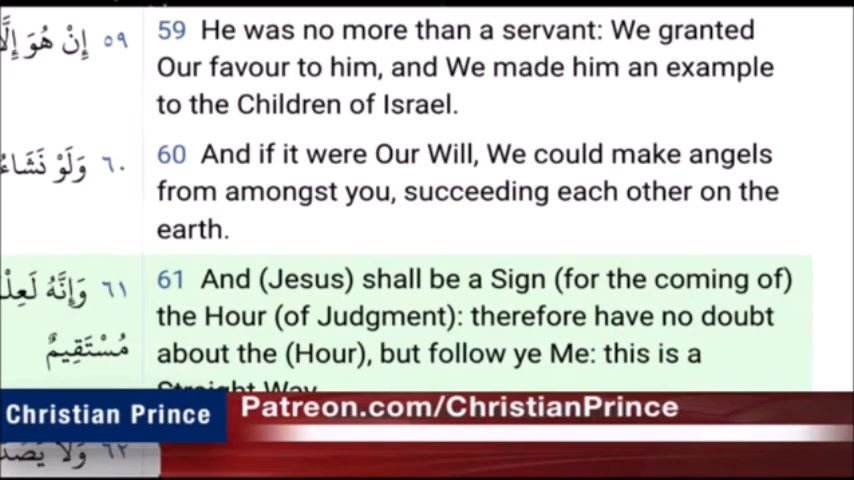 ٥٩ إِنْ هُوَ
59 He was no more than a servant: We granted
Our favour to him, and We made him an example
to the Children of Israel.
٦٠ وَلَوْ
60 And if it were Our Will, We could make angels
from amongst you, succeeding each other on the
earth.
٦١ وَإِنَّهُ
مُسْتَقِيمٌ
61 And (Jesus) shall be a Sign (for the coming of)
the Hour (of Judgment): therefore have no doubt
about the (Hour), but follow ye Me: this is a
Straight Way
Christian Prince
Patreon.com/ChristianPrince
٦٢ وَلَا